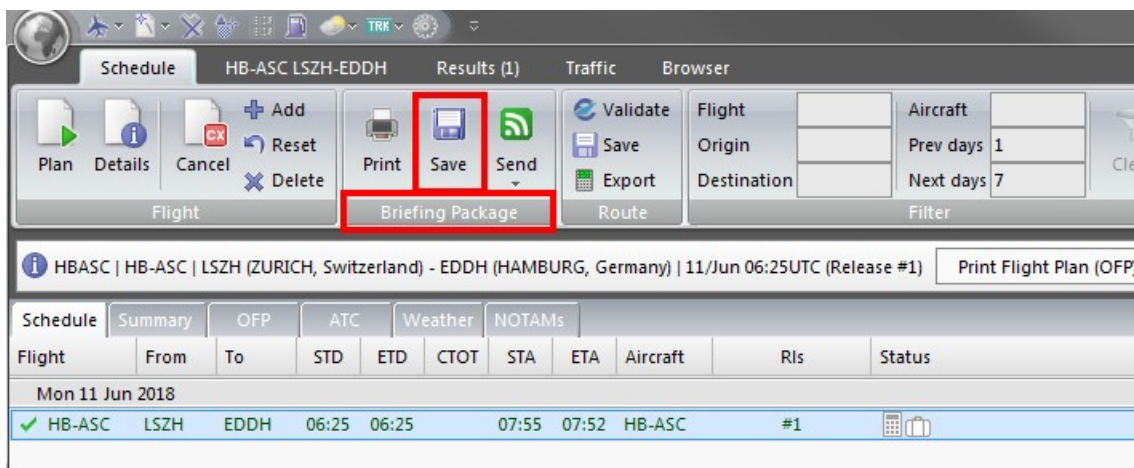 TRK
Schedule HB-ASC LSZH-EDDH Results (1) Traffic Browser
Plan Details CX Cancel Add Reset Delete
Flight
Print Save Send
Briefing Package
Validate Save Export
Route
Flight Aircraft
Origin Prev days 1
Destination Next days 7
Filter
HBASC | HB-ASC | LSZH (ZURICH, Switzerland) - EDDH (HAMBURG, Germany) | 11/Jun 06:25UTC (Release #1) Print Flight Plan (OFP)
Schedule Summary OFP ATC Weather NOTAMs
Flight From To STD ETD CTOT STA ETA Aircraft Rls Status
Mon 11 Jun 2018
HB-ASC LSZH EDDH 06:25 06:25 07:55 07:52 HB-ASC #1